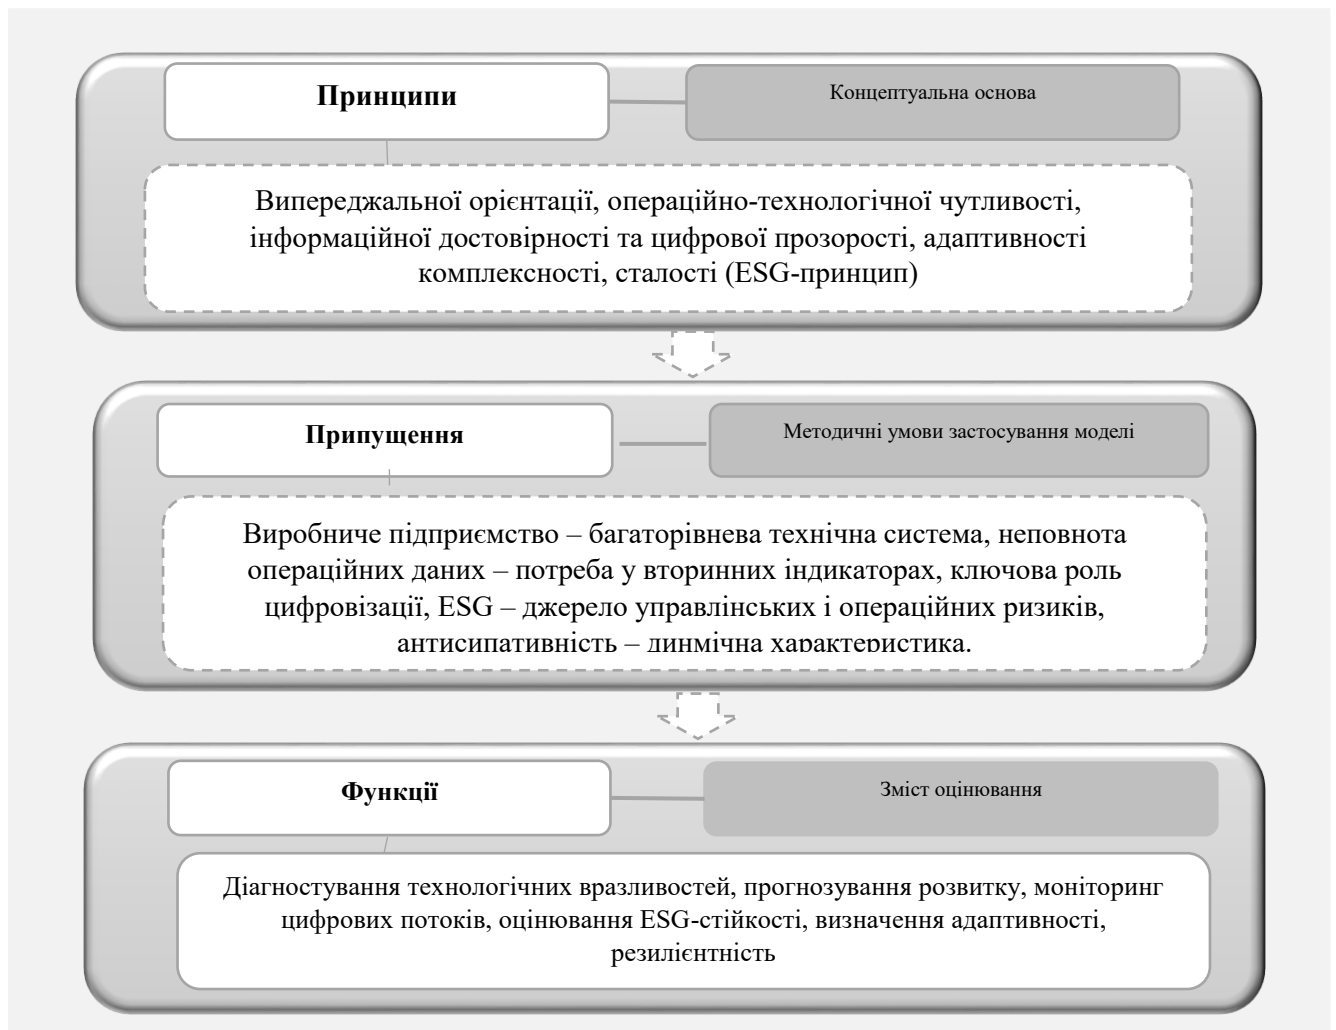 Принципи
Концептуальна основа
Випереджальної орієнтації, операційно-технологічної чутливості,
інформаційної достовірності та цифрової прозорості, адаптивності
комплексності, сталості (ESG-принцип)
Припущення
Методичні умови застосування моделі
Виробниче підприємство – багаторівнева технічна система, неповнота
операційних даних – потреба у вторинних індикаторах, ключова роль
цифровізації, ESG – джерело управлінських і операційних ризиків,
антисипативність – динмічна характеристика.
Функції
Зміст оцінювання
Діагностування технологічних вразливостей, прогнозування розвитку, моніторинг
цифрових потоків, оцінювання ESG-стійкості, визначення адаптивності,
резилієнтність